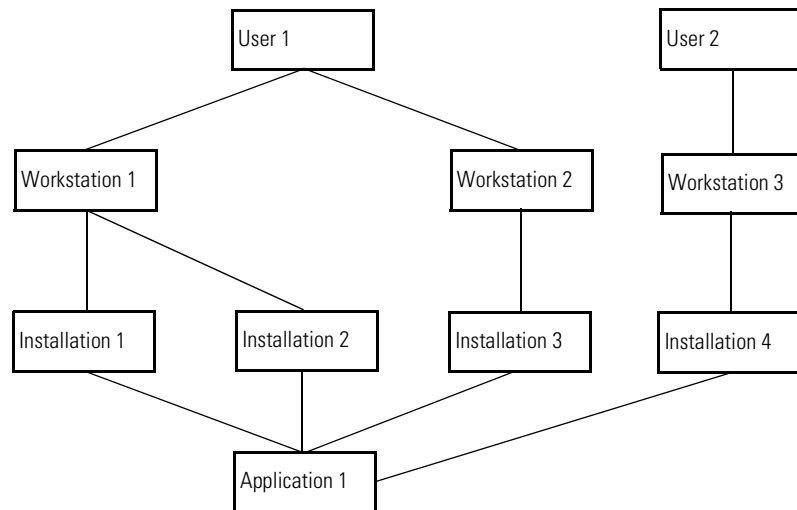 User 1
User 2
Workstation 1
Workstation 2
Workstation 3
Installation 1
Installation 2
Installation 3
Installation 4
Application 1